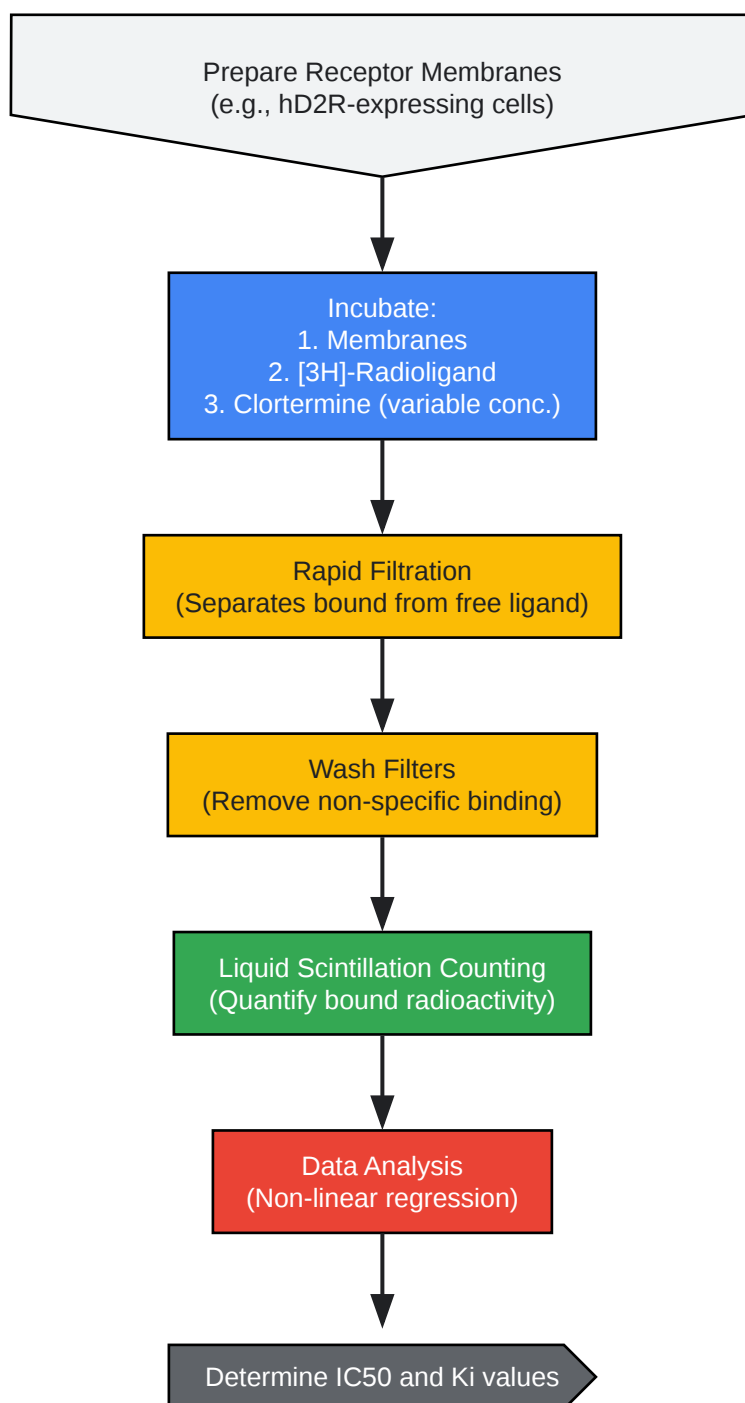 Prepare Receptor Membranes
(e.g., hD2R-expressing cells)
Incubate:
1. Membranes
2. [3H]-Radioligand
3. Clortermine (variable conc.)
Rapid Filtration
(Separates bound from free ligand)
Wash Filters
(Remove non-specific binding)
Liquid Scintillation Counting
(Quantify bound radioactivity)
Data Analysis
(Non-linear regression)
Determine IC50 and Ki values